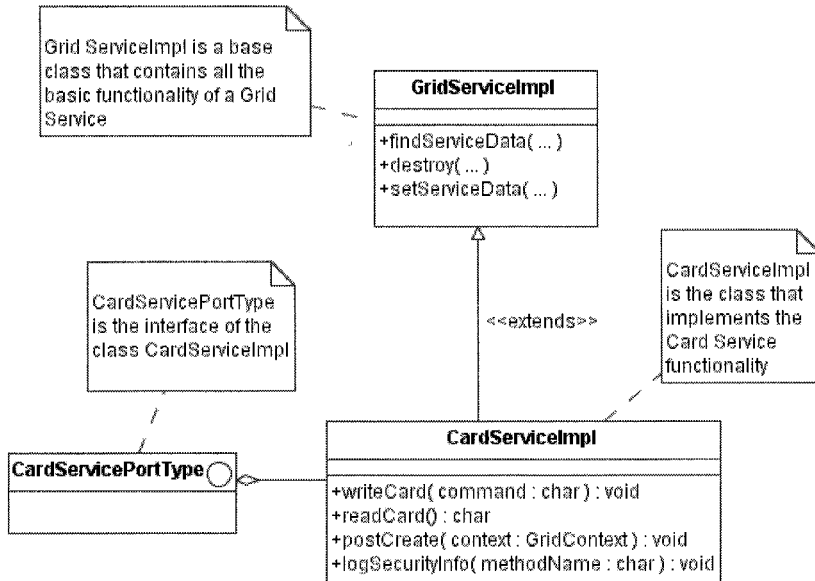 Grid ServiceImpl is a base
class that contains all the
basic functionality of a Grid
Service
GridServiceImpl
+findServiceData( ... )
+destroy( ... )
+setServiceData( ... )
CardServicePortType
is the interface of the
class CardServiceImpl
<<extends>>
CardServiceImpl
is the class that
implements the
Card Service
functionality
CardServicePortType
CardServiceImpl
+writeCard( command : char ) : void
+readCard() : char
+postCreate( context : GridContext ) : void
+logSecurityInfo( methodName : char ) : void